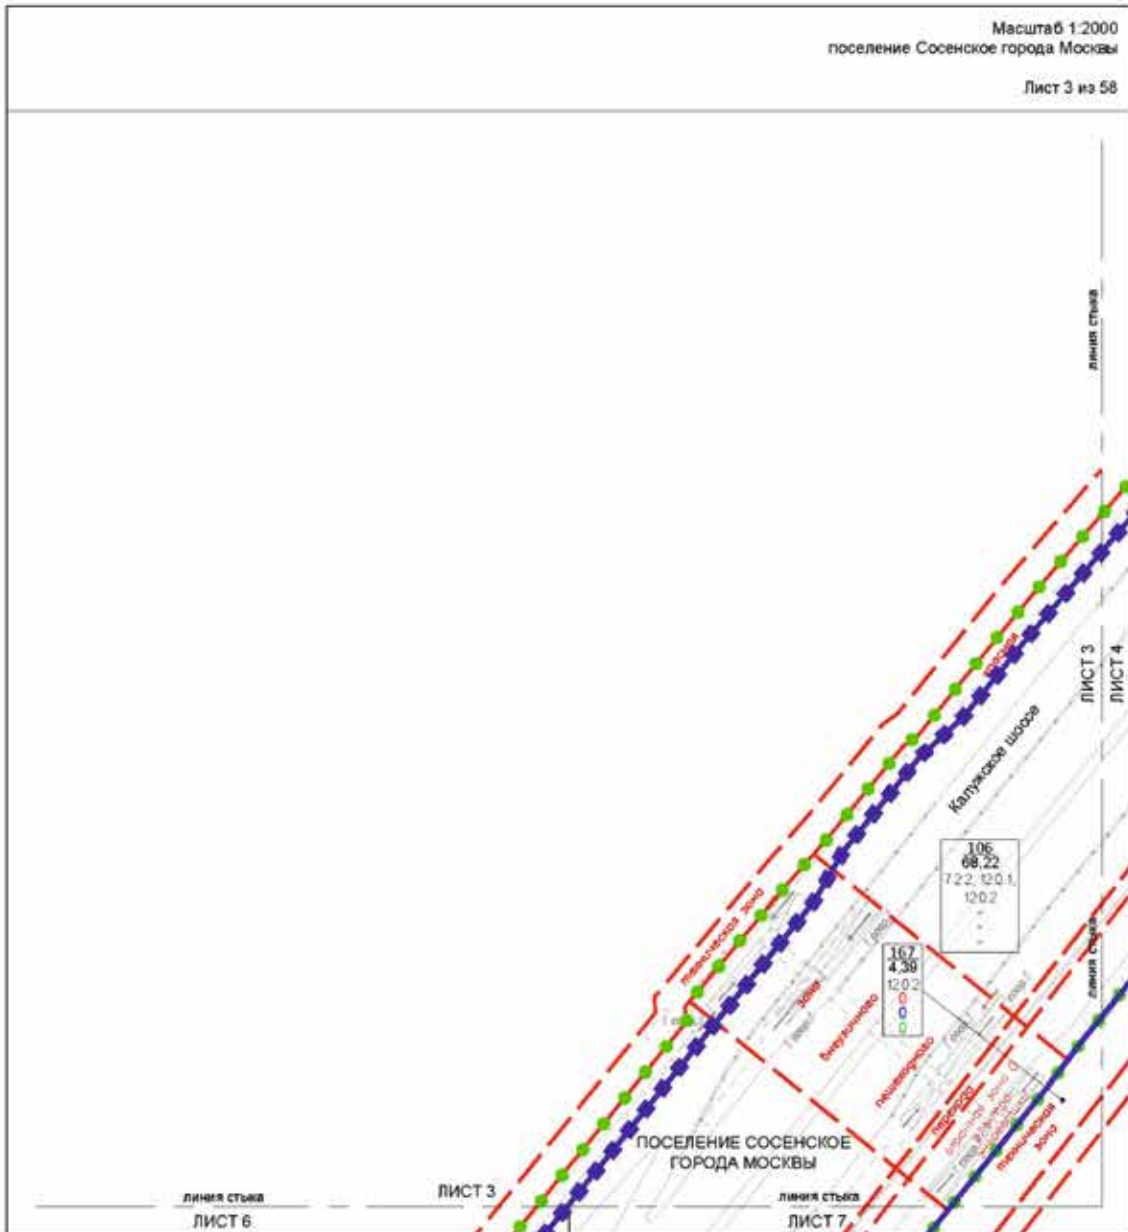 Масштаб 1:2000
поселение Сосенское города Москвы
Лист 3 из 58
линия стыка
ЛИСТ 3
ЛИСТ 4
красная
Калужское шоссе
106
68,22
7.2.2, 12.0.1,
12.0.2
-
-
-
техническая зона
167
4,39
12.0.2
0
0
0
линия стыка
зона
внеуличного
пешеходного
перехода
техническая
зона
ПОСЕЛЕНИЕ СОСЕНСКОЕ
ГОРОДА МОСКВЫ
линия стыка
ЛИСТ 3
линия стыка
ЛИСТ 6
ЛИСТ 7